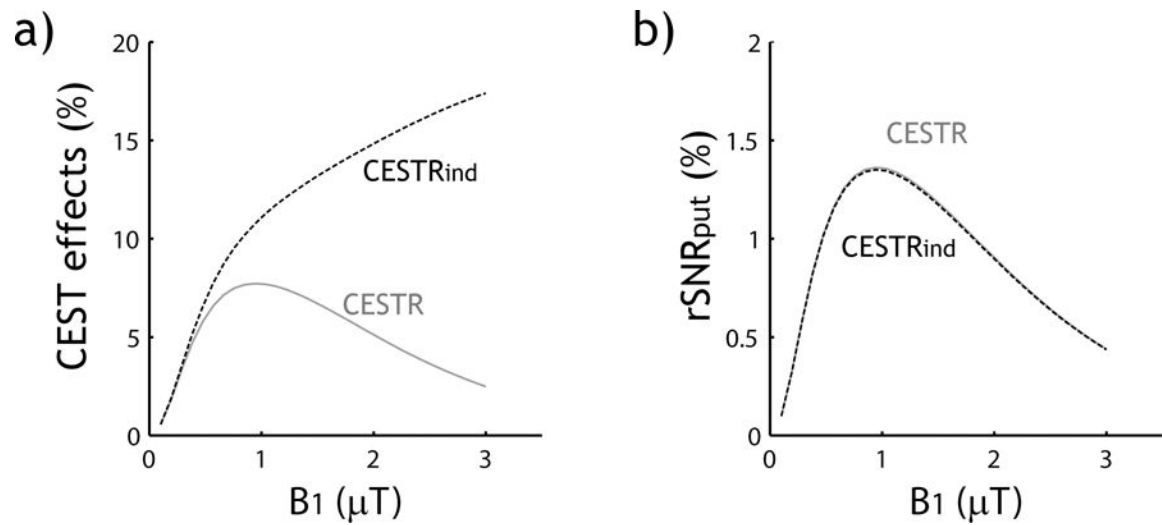 a)
CEST effects (%)
20
15
10
5
0
CESTRind
CESTR
0 1 2 3
B1 (μT)
b)
rSNRput (%)
2
1.5
1
0.5
0
CESTR
CESTRind
0 1 2 3
B1 (μT)